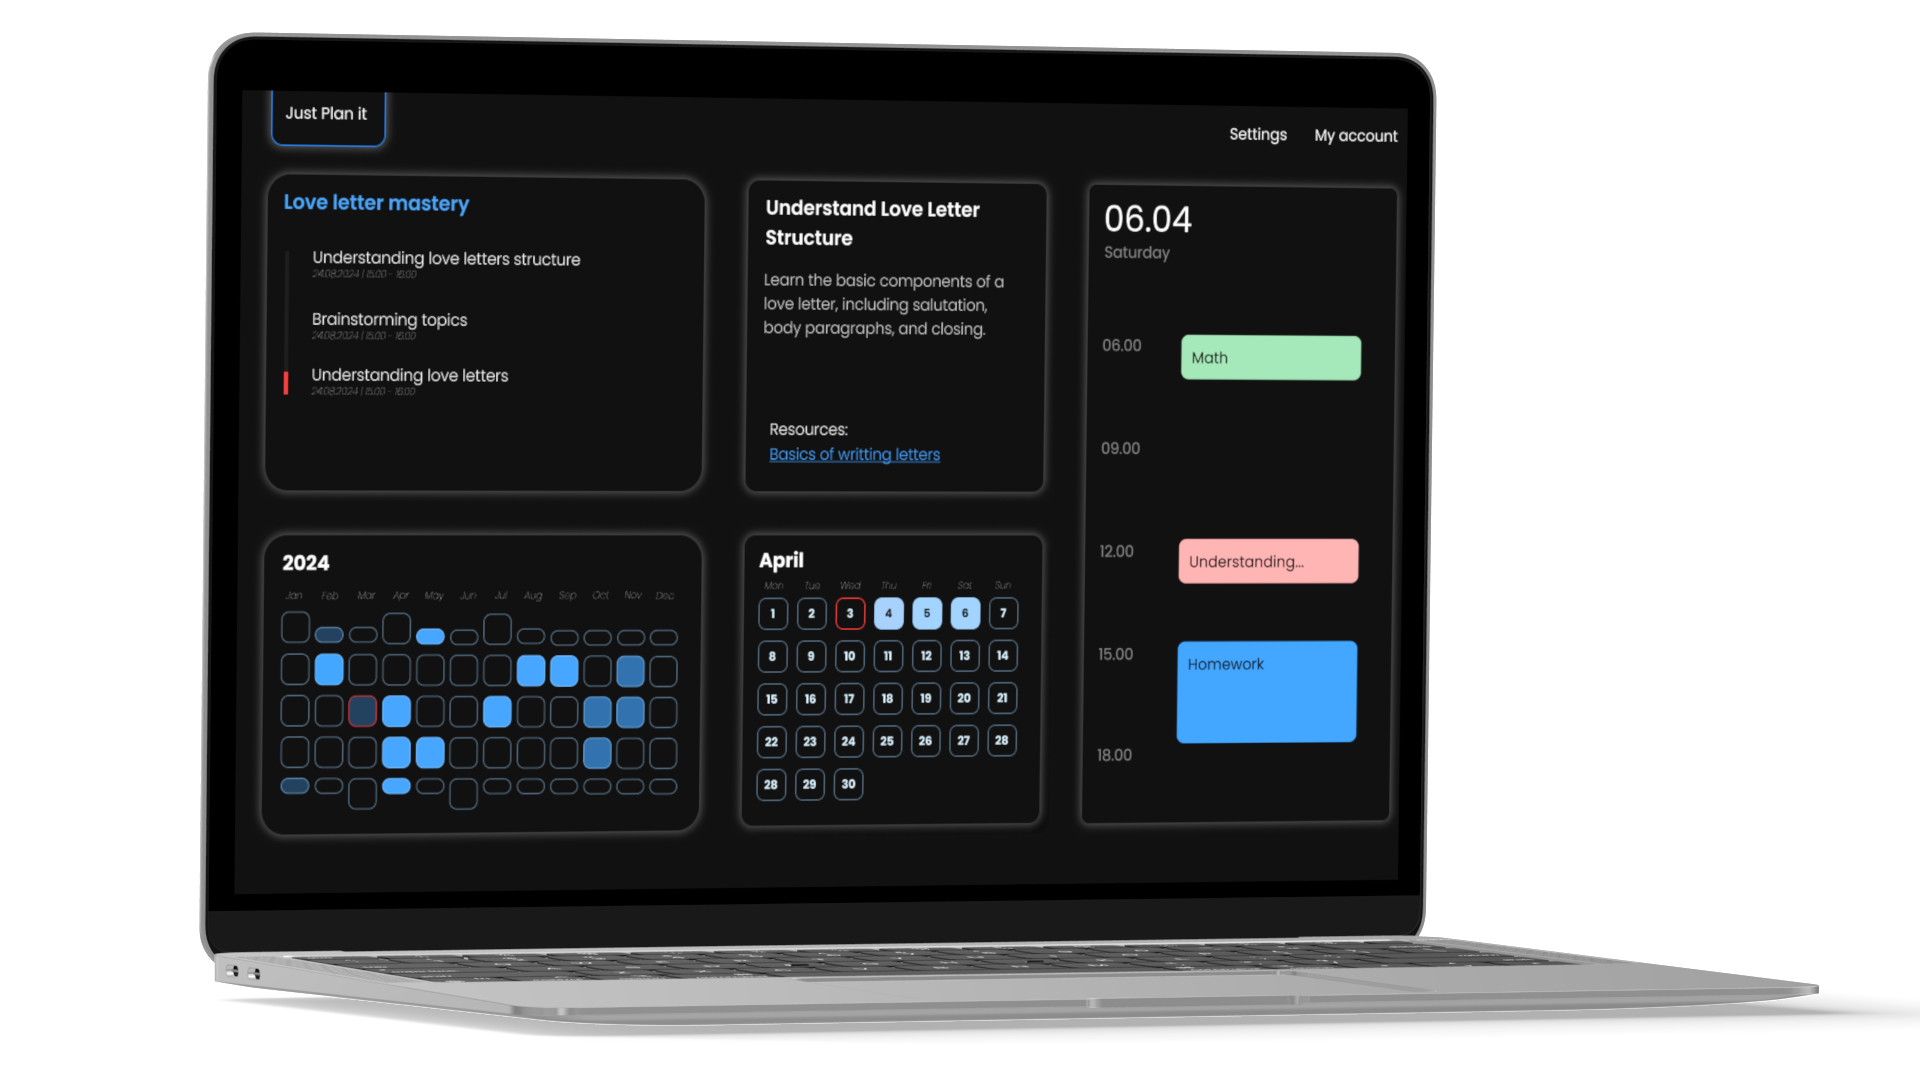 Just Plan it
Settings
My account
Love letter mastery
Understanding love letters structure
24.08.2024 | 15.00 - 16.00
Brainstorming topics
24.08.2024 | 15.00 - 16.00
Understanding love letters
24.08.2024 | 15.00 - 16.00
Understand Love Letter
Structure
Learn the basic components of a
love letter, including salutation,
body paragraphs, and closing.
Resources:
Basics of writting letters
06.04
Saturday
06.00
Math
09.00
12.00
Understanding...
15.00
Homework
18.00
2024
Jan Feb Mar Apr May Jun Jul Aug Sep Oct Nov Dec
April
Mon Tue Wed Thu Fri Sat Sun
1 2 3 4 5 6 7
8 9 10 11 12 13 14
15 16 17 18 19 20 21
22 23 24 25 26 27 28
28 29 30